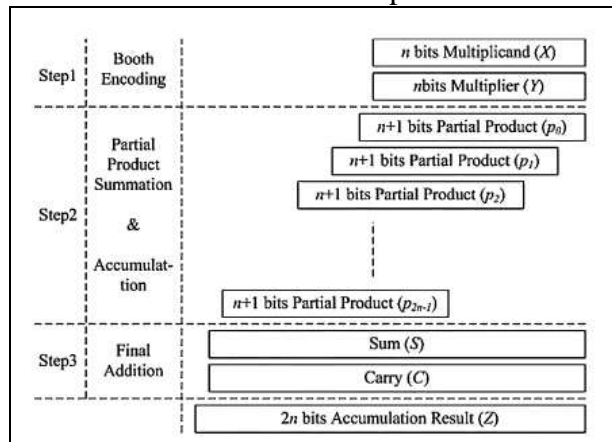 Step1
Booth
Encoding
n bits Multiplicand (X)
nbits Multiplier (Y)
Step2
Partial
Product
Summation
&
Accumulat-
tion
n+1 bits Partial Product (p0)
n+1 bits Partial Product (p1)
n+1 bits Partial Product (p2)
n+1 bits Partial Product (p2n-1)
Step3
Final
Addition
Sum (S)
Carry (C)
2n bits Accumulation Result (Z)